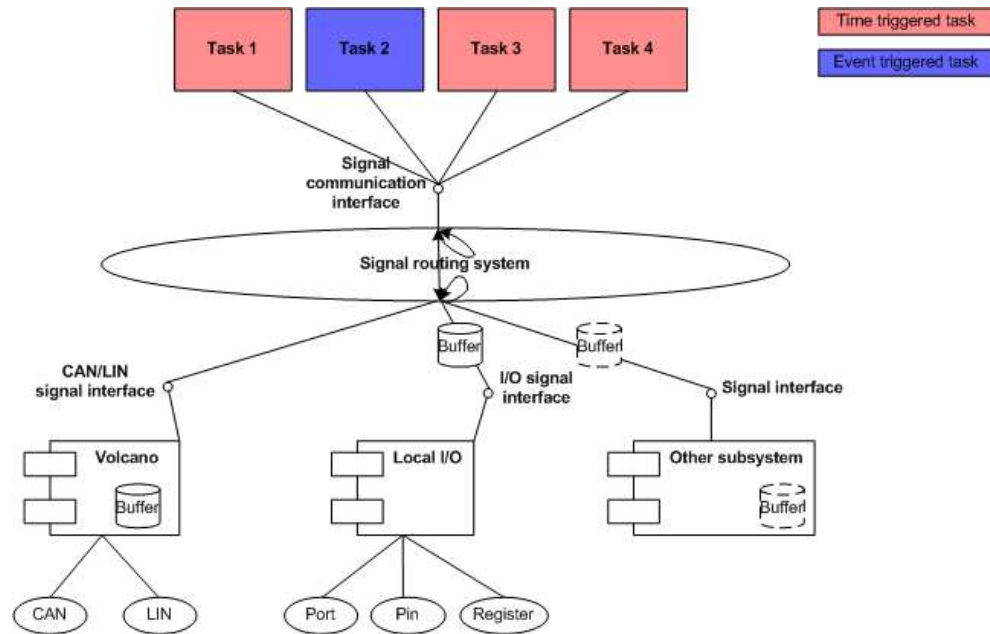 Task 1
Task 2
Task 3
Task 4
Time triggered task
Event triggered task
Signal
communication
interface
Signal routing system
Buffer
Buffer
CAN/LIN
signal interface
I/O signal
interface
Signal interface
Volcano
Buffer
Local I/O
Other subsystem
Buffer
CAN
LIN
Port
Pin
Register